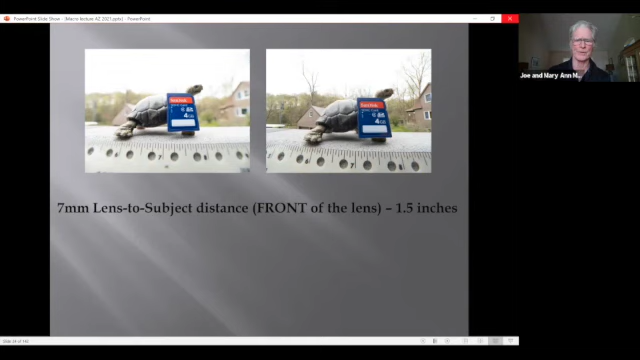 PowerPoint Slide Show - [Macro lecture AZ 2021.pptx] - PowerPoint
Joe and Mary Ann M...
SanDisk
4GB
SanDisk
4GB
7mm Lens-to-Subject distance (FRONT of the lens) – 1.5 inches